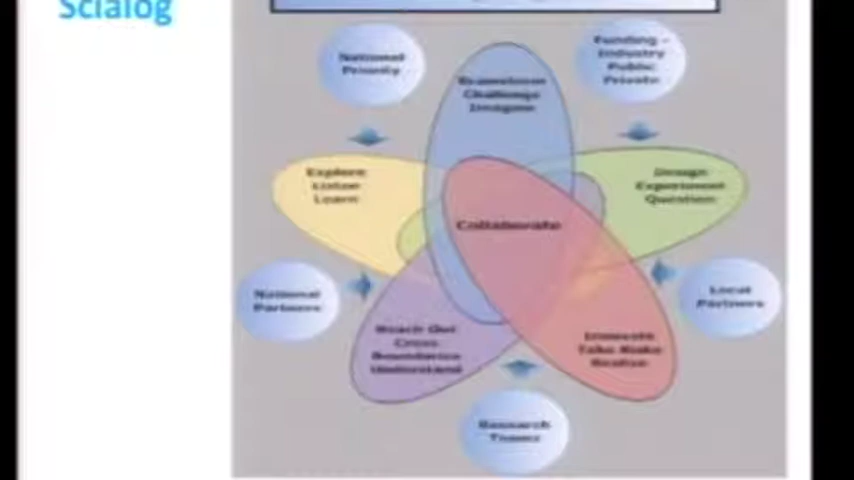 Scialog
National
Priority
Funding -
Industry
Public
Private
Brainstorm
Challenge
Imagine
Explore
Listen
Learn
Design
Experiment
Question
Collaborate
National
Partners
Local
Partners
Reach Out
Cross
Boundaries
Understand
Innovate
Take Risks
Realize
Research
Teams